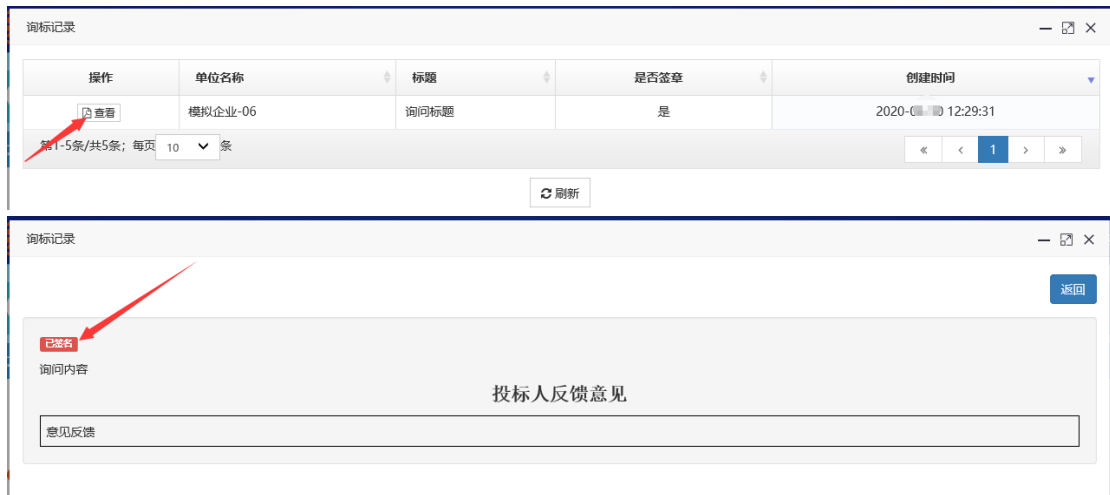 询标记录
操作 单位名称 标题 是否签章 创建时间
查看 模拟企业-06 询问标题 是 2020-0 0 12:29:31
第1-5条/共5条; 每页 10 条 « < 1 > »
刷新
询标记录
返回
已签名
询问内容
投标人反馈意见
意见反馈